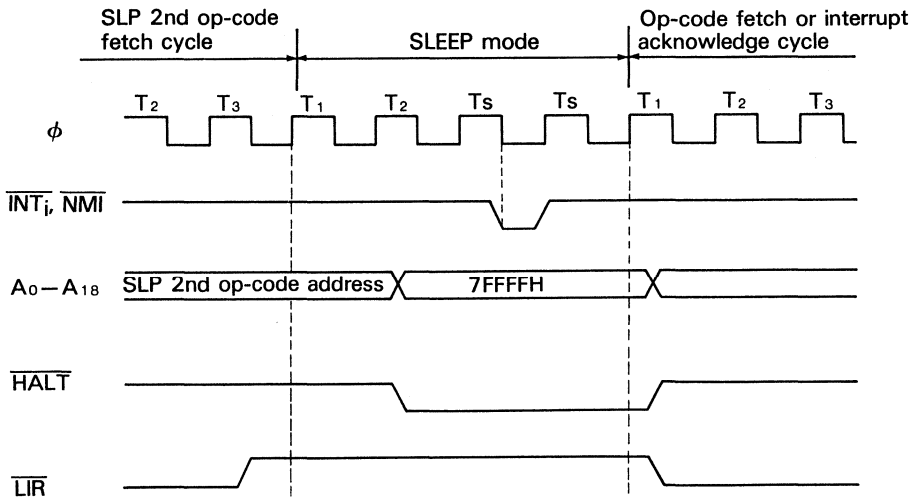 SLP 2nd op-code
fetch cycle
SLEEP mode
Op-code fetch or interrupt
acknowledge cycle
T2 T3 T1 T2 Ts Ts T1 T2 T3
ϕ
INTi, NMI
A0–A18 SLP 2nd op-code address 7FFFFH
HALT
LIR